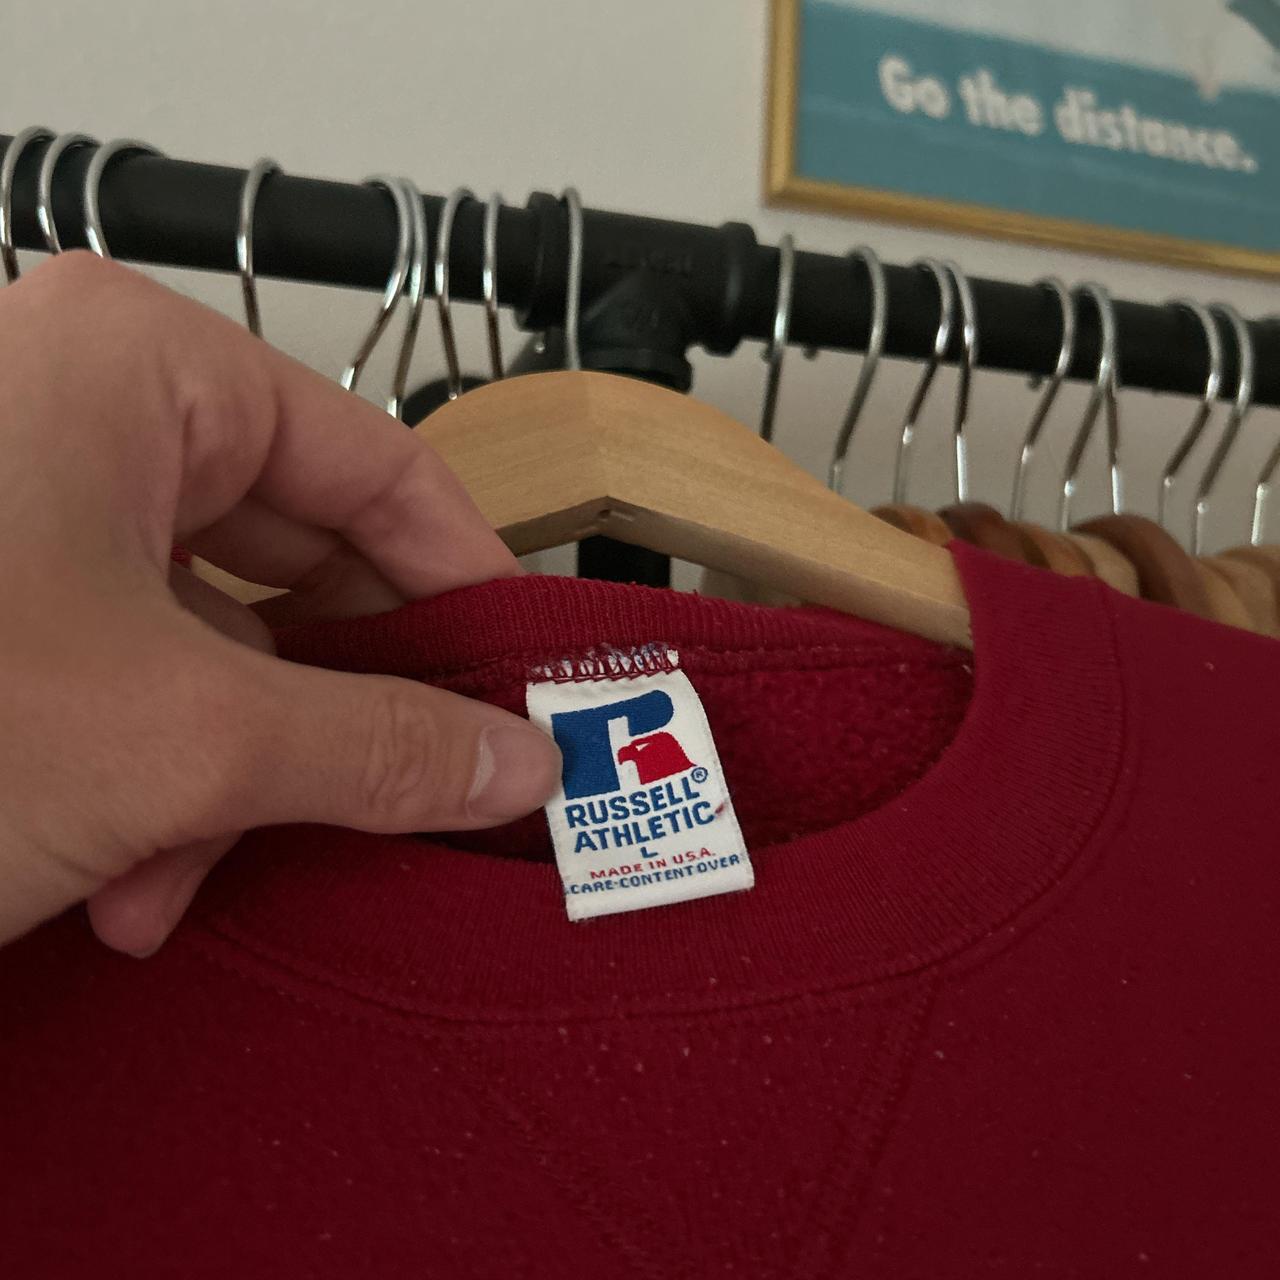 Go the distance.
RUSSELL®
ATHLETIC
L
MADE IN U.S.A.
CARE-CONTENT OVER